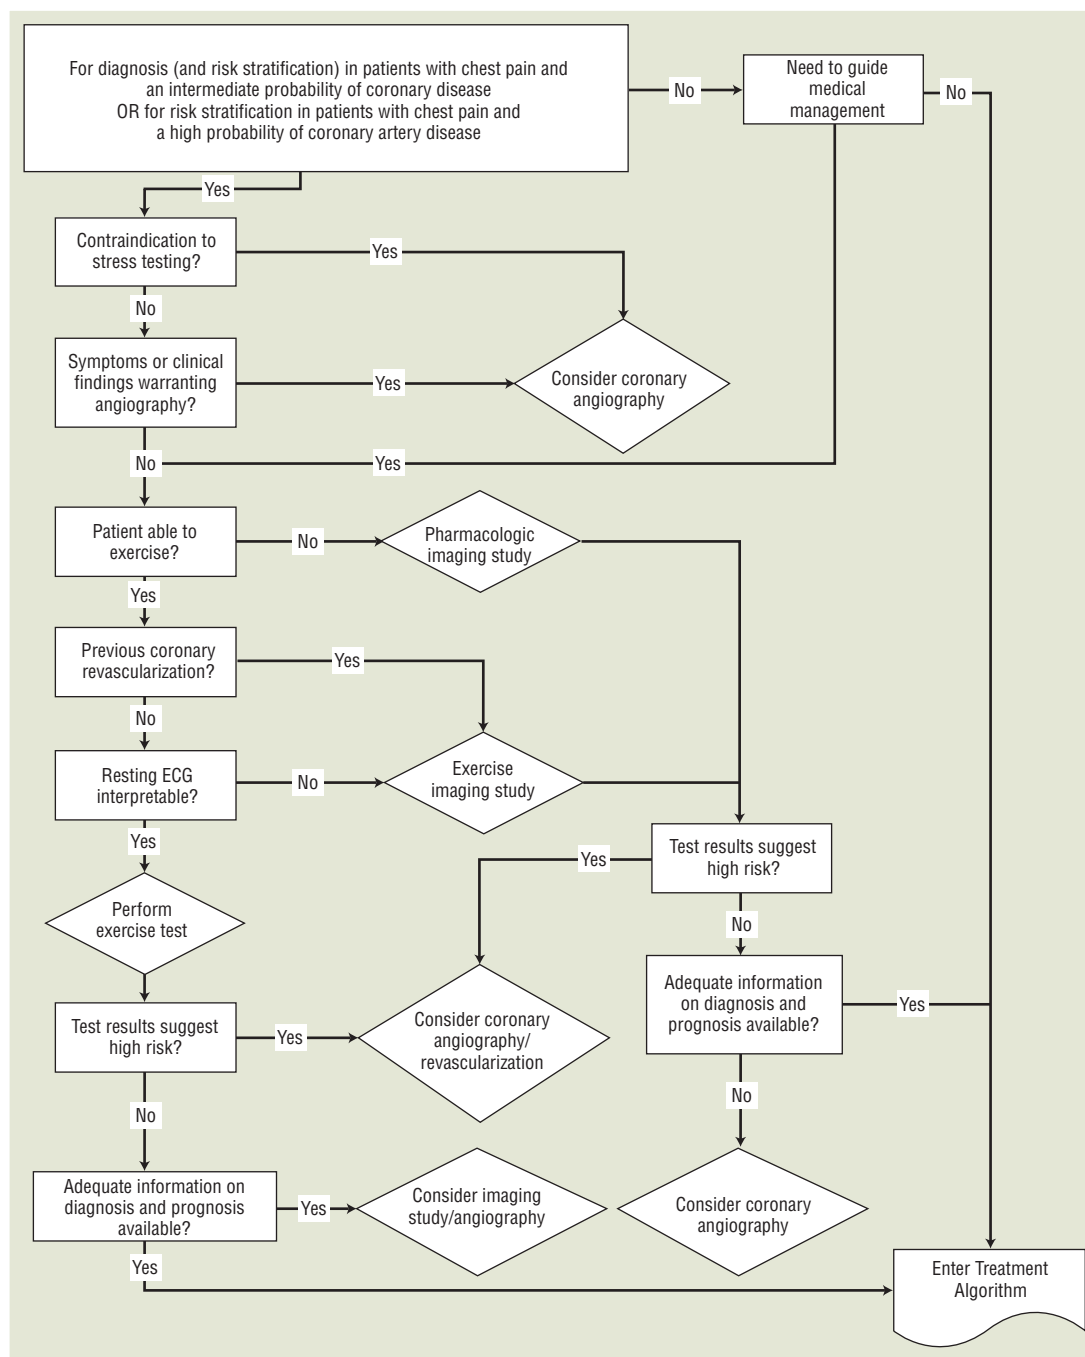 For diagnosis (and risk stratification) in patients with chest pain and
an intermediate probability of coronary disease
OR for risk stratification in patients with chest pain and
a high probability of coronary artery disease
No
Need to guide
medical
management
No
Yes
Contraindication to
stress testing?
Yes
No
Symptoms or clinical
findings warranting
angiography?
Yes
Consider coronary
angiography
No
Yes
Patient able to
exercise?
No
Pharmacologic
imaging study
Yes
Previous coronary
revascularization?
Yes
No
Resting ECG
interpretable?
No
Exercise
imaging study
Yes
Test results suggest
high risk?
Yes
Perform
exercise test
No
Adequate information
on diagnosis and
prognosis available?
Yes
Test results suggest
high risk?
Yes
Consider coronary
angiography/
revascularization
No
No
Adequate information on
diagnosis and prognosis
available?
Yes
Consider imaging
study/angiography
Consider coronary
angiography
Yes
Enter Treatment
Algorithm